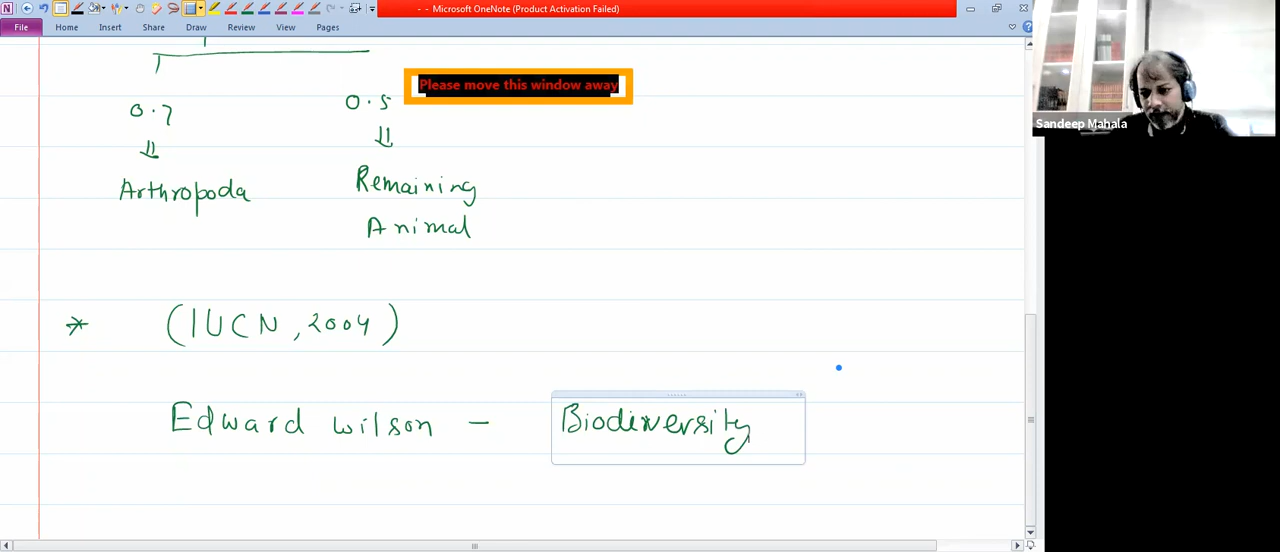 - - Microsoft OneNote (Product Activation Failed)
File Home Insert Share Draw Review View Pages
Please move this window away
0.7 0.5
Arthropoda Remaining
Animal
Sandeep Mahala
* (IUCN, 2004)
Edward Wilson - Biodiversity